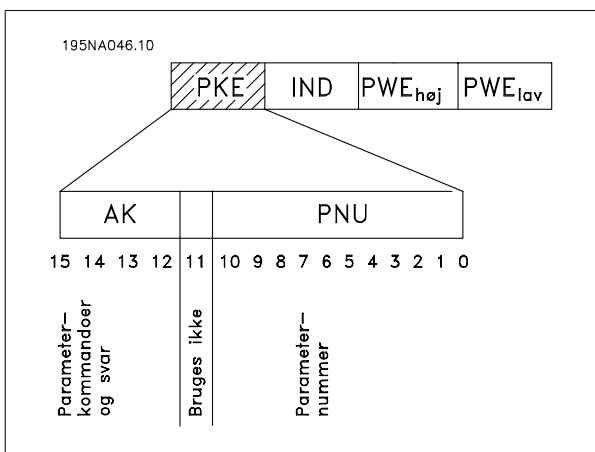 195NA046.10
PKE IND PWEhøj PWElav
AK PNU
15 14 13 12 11 10 9 8 7 6 5 4 3 2 1 0
Parameter–
kommandoer
og svar
Bruges ikke
Parameter–
nummer